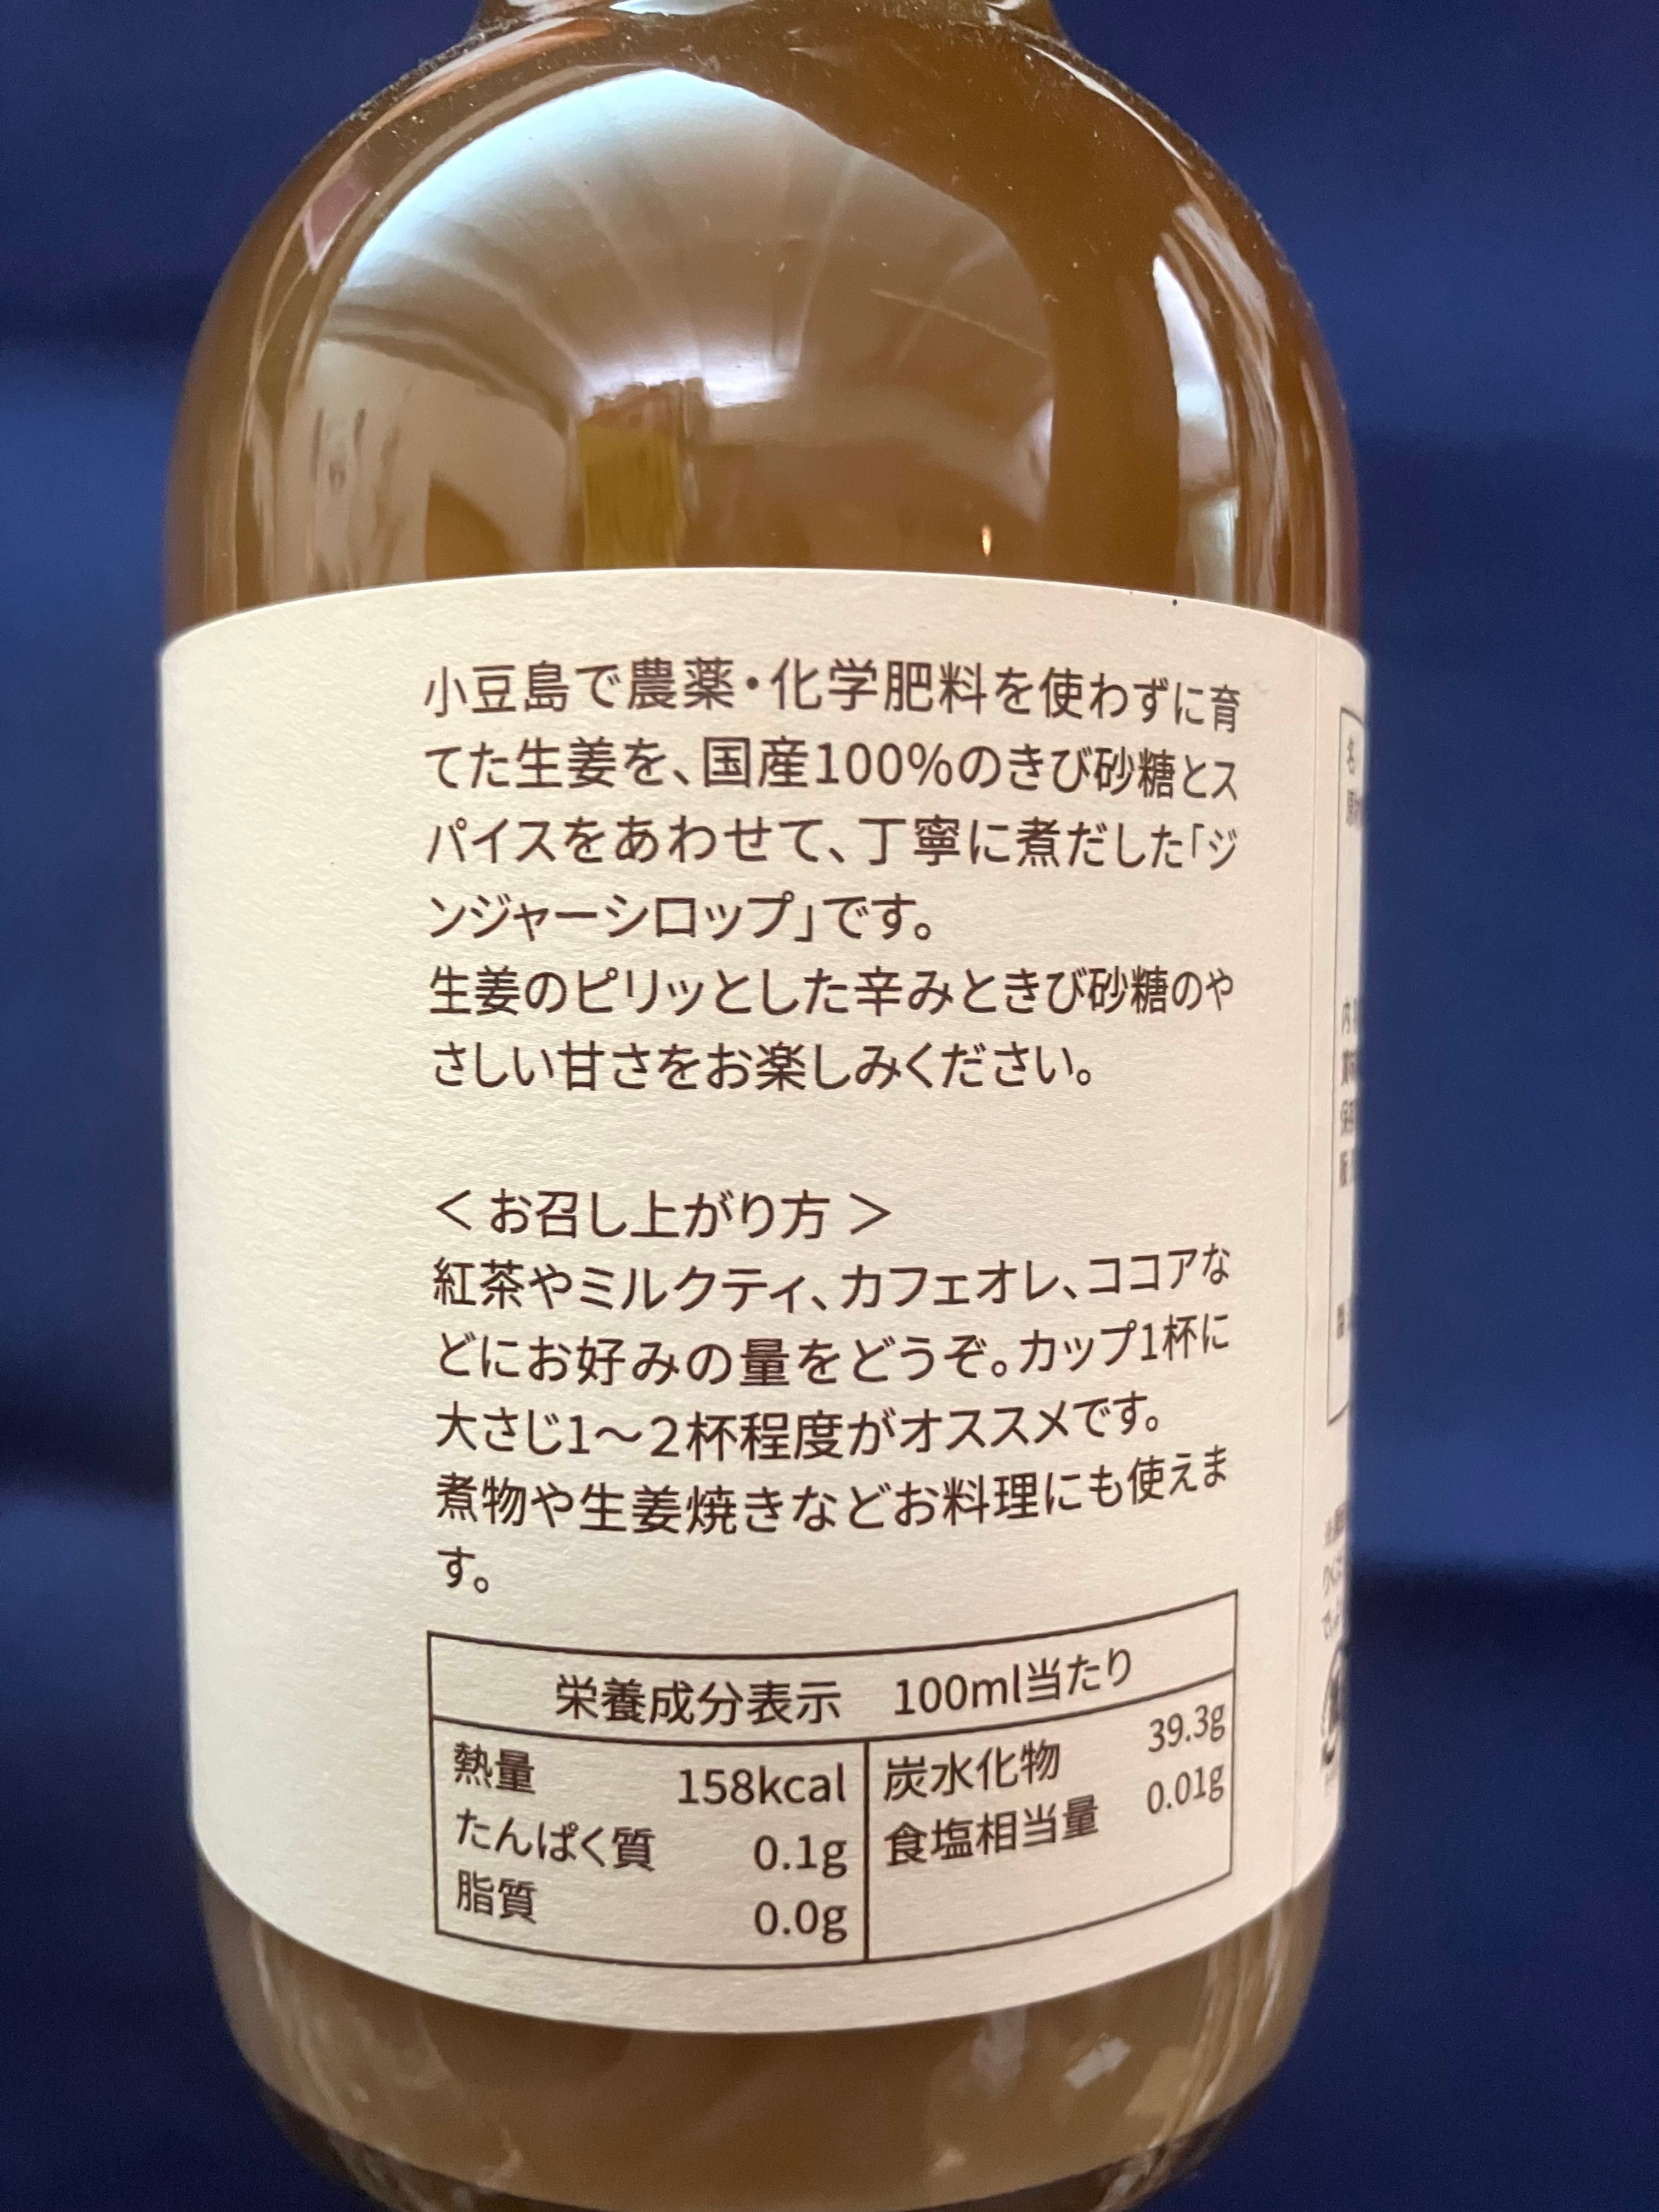 小豆島で農薬・化学肥料を使わずに育
てた生姜を、国産100%のきび砂糖とス
パイスをあわせて、丁寧に煮だした「ジ
ンジャーシロップ」です。
生姜のピリッとした辛みときび砂糖のや
さしい甘さをお楽しみください。
＜お召し上がり方＞
紅茶やミルクティ、カフェオレ、ココアな
どにお好みの量をどうぞ。カップ1杯に
大さじ1〜2杯程度がオススメです。
煮物や生姜焼きなどお料理にも使えま
す。
栄養成分表示 100ml当たり
熱量 158kcal 炭水化物 39.3g
たんぱく質 0.1g 食塩相当量 0.01g
脂質 0.0g